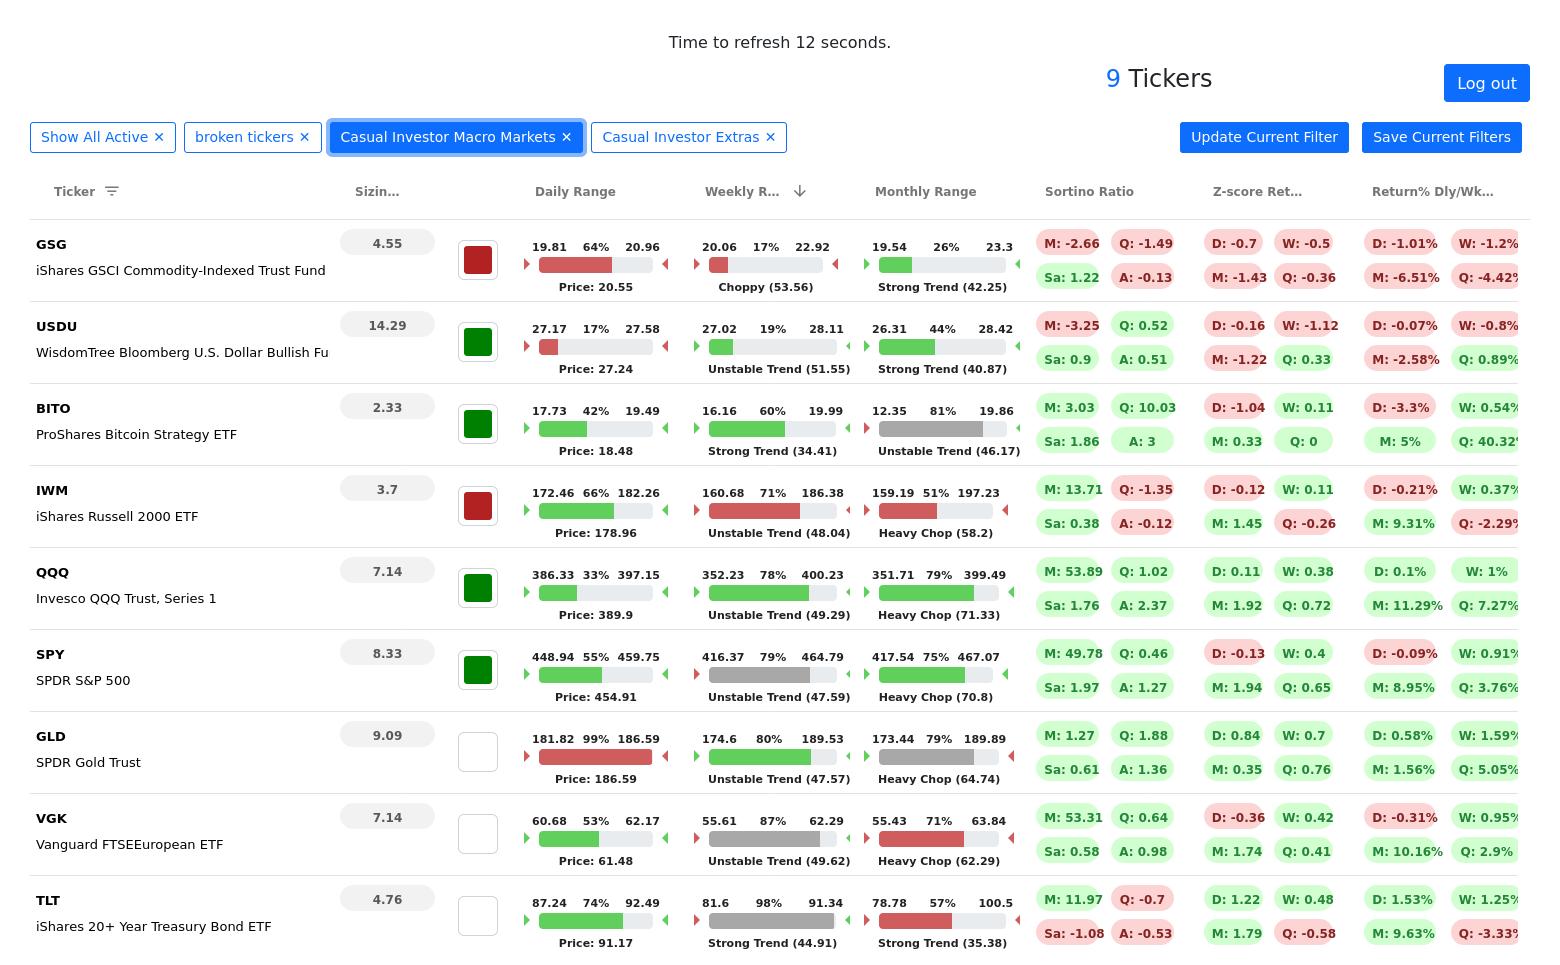 Time to refresh 12 seconds.
9 Tickers
Log out
Show All Active ✕ broken tickers ✕ Casual Investor Macro Markets ✕ Casual Investor Extras ✕ Update Current Filter Save Current Filters
Ticker Sizin... Daily Range Weekly R... Monthly Range Sortino Ratio Z-score Ret... Return% Dly/Wk...
GSG 4.55 19.81 64% 20.96 20.06 17% 22.92 19.54 26% 23.3 M: -2.66 Q: -1.49 D: -0.7 W: -0.5 D: -1.01% W: -1.2%
iShares GSCI Commodity-Indexed Trust Fund Sa: 1.22 A: -0.13 M: -1.43 Q: -0.36 M: -6.51% Q: -4.42%
Price: 20.55 Choppy (53.56) Strong Trend (42.25)
USDU 14.29 27.17 17% 27.58 27.02 19% 28.11 26.31 44% 28.42 M: -3.25 Q: 0.52 D: -0.16 W: -1.12 D: -0.07% W: -0.8%
WisdomTree Bloomberg U.S. Dollar Bullish Fu Sa: 0.9 A: 0.51 M: -1.22 Q: 0.33 M: -2.58% Q: 0.89%
Price: 27.24 Unstable Trend (51.55) Strong Trend (40.87)
BITO 2.33 17.73 42% 19.49 16.16 60% 19.99 12.35 81% 19.86 M: 3.03 Q: 10.03 D: -1.04 W: 0.11 D: -3.3% W: 0.54%
ProShares Bitcoin Strategy ETF Sa: 1.86 A: 3 M: 0.33 Q: 0 M: 5% Q: 40.32%
Price: 18.48 Strong Trend (34.41) Unstable Trend (46.17)
IWM 3.7 172.46 66% 182.26 160.68 71% 186.38 159.19 51% 197.23 M: 13.71 Q: -1.35 D: -0.12 W: 0.11 D: -0.21% W: 0.37%
iShares Russell 2000 ETF Sa: 0.38 A: -0.12 M: 1.45 Q: -0.26 M: 9.31% Q: -2.29%
Price: 178.96 Unstable Trend (48.04) Heavy Chop (58.2)
QQQ 7.14 386.33 33% 397.15 352.23 78% 400.23 351.71 79% 399.49 M: 53.89 Q: 1.02 D: 0.11 W: 0.38 D: 0.1% W: 1%
Invesco QQQ Trust, Series 1 Sa: 1.76 A: 2.37 M: 1.92 Q: 0.72 M: 11.29% Q: 7.27%
Price: 389.9 Unstable Trend (49.29) Heavy Chop (71.33)
SPY 8.33 448.94 55% 459.75 416.37 79% 464.79 417.54 75% 467.07 M: 49.78 Q: 0.46 D: -0.13 W: 0.4 D: -0.09% W: 0.91%
SPDR S&P 500 Sa: 1.97 A: 1.27 M: 1.94 Q: 0.65 M: 8.95% Q: 3.76%
Price: 454.91 Unstable Trend (47.59) Heavy Chop (70.8)
GLD 9.09 181.82 99% 186.59 174.6 80% 189.53 173.44 79% 189.89 M: 1.27 Q: 1.88 D: 0.84 W: 0.7 D: 0.58% W: 1.59%
SPDR Gold Trust Sa: 0.61 A: 1.36 M: 0.35 Q: 0.76 M: 1.56% Q: 5.05%
Price: 186.59 Unstable Trend (47.57) Heavy Chop (64.74)
VGK 7.14 60.68 53% 62.17 55.61 87% 62.29 55.43 71% 63.84 M: 53.31 Q: 0.64 D: -0.36 W: 0.42 D: -0.31% W: 0.95%
Vanguard FTSEEuropean ETF Sa: 0.58 A: 0.98 M: 1.74 Q: 0.41 M: 10.16% Q: 2.9%
Price: 61.48 Unstable Trend (49.62) Heavy Chop (62.29)
TLT 4.76 87.24 74% 92.49 81.6 98% 91.34 78.78 57% 100.5 M: 11.97 Q: -0.7 D: 1.22 W: 0.48 D: 1.53% W: 1.25%
iShares 20+ Year Treasury Bond ETF Sa: -1.08 A: -0.53 M: 1.79 Q: -0.58 M: 9.63% Q: -3.33%
Price: 91.17 Strong Trend (44.91) Strong Trend (35.38)